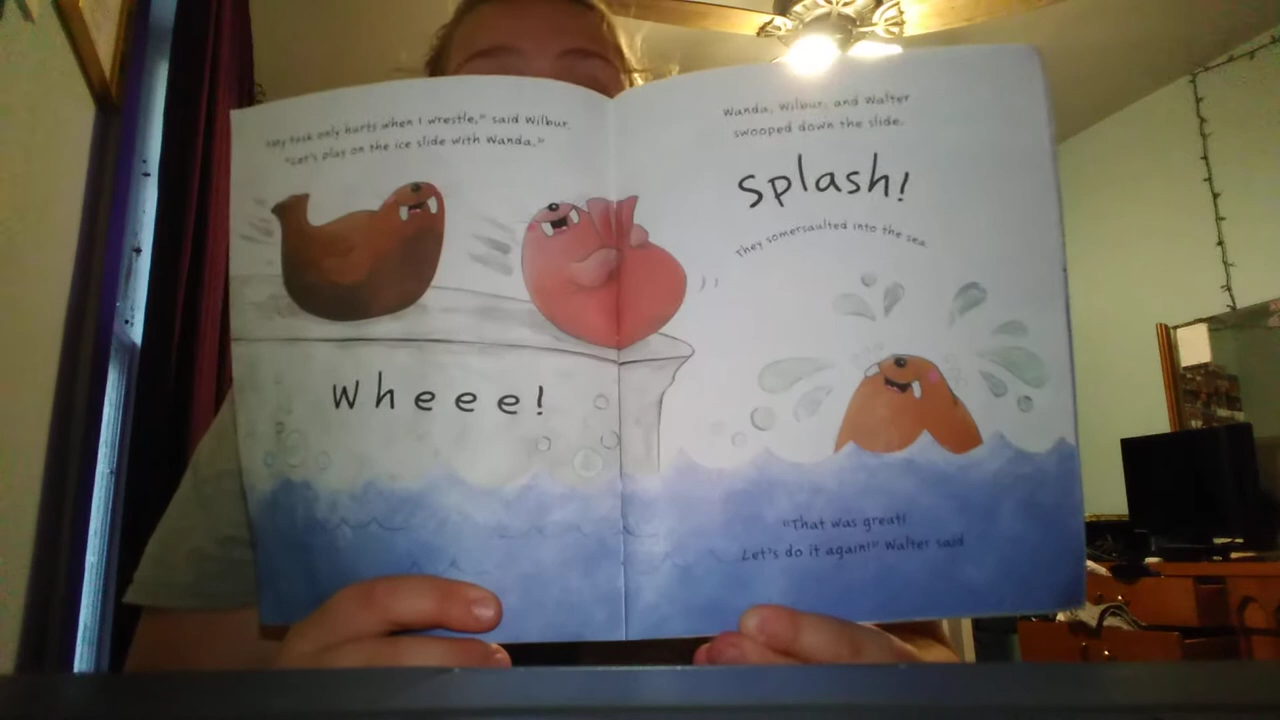 "My tusk only hurts when I wrestle," said Wilbur.
"Let's play on the ice slide with Wanda."
Wheee!
Wanda, Wilbur, and Walter
swooped down the slide.
Splash!
They somersaulted into the sea.
"That was great!
Let's do it again!" Walter said.